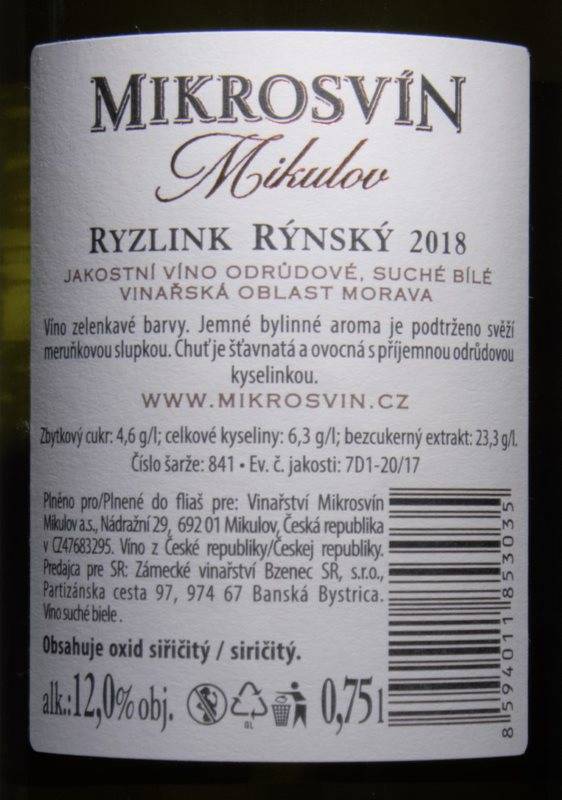 MIKROSVÍN
Mikulov
RYZLINK RÝNSKÝ 2018
JAKOSTNÍ VÍNO ODRŮDOVÉ, SUCHÉ BÍLÉ
VINAŘSKÁ OBLAST MORAVA
Víno zelenkavé barvy. Jemné bylinné aroma je podtrženo svěží
meruňkovou slupkou. Chuť je šťavnatá a ovocná s příjemnou odrůdovou
kyselinkou.
WWW.MIKROSVIN.CZ
Zbytkový cukr: 4,6 g/l; celkové kyseliny: 6,3 g/l; bezcukerný extrakt: 23,3 g/l.
Číslo šarže: 841 • Ev. č. jakosti: 7D1-20/17
Plněno pro/Plnené do fliaš pre: Vinařství Mikrosvín
Mikulov a.s., Nádražní 29, 692 01 Mikulov, Česká republika
v CZ47683295. Víno z České republiky/Českej republiky.
Predajca pre SR: Zámecké vinařství Bzenec SR, s.r.o.,
Partizánska cesta 97, 974 67 Banská Bystrica.
Víno suché biele.
Obsahuje oxid siřičitý / siričitý.
alk.:12,0% obj.
GL
0,75 l
8594011853035